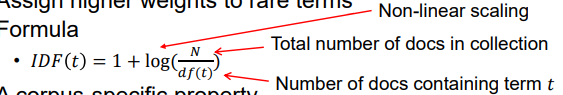 Assign higher weights to rare terms
Non-linear scaling
Formula
Total number of docs in collection
• IDF(t) = 1 + log(N/df(t))
Number of docs containing term t
A corpus-specific property